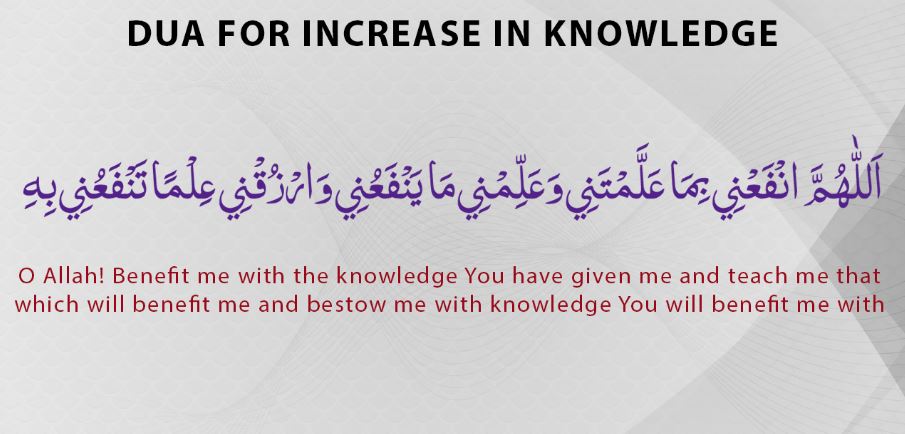 DUA FOR INCREASE IN KNOWLEDGE
اَللّٰهُمَّ انْفَعْنِي بِمَا عَلَّمْتَنِي وَعَلِّمْنِي مَا يَنْفَعُنِي وَارْزُقْنِي عِلْمًا تَنْفَعُنِي بِهِ
O Allah! Benefit me with the knowledge You have given me and teach me that
which will benefit me and bestow me with knowledge You will benefit me with